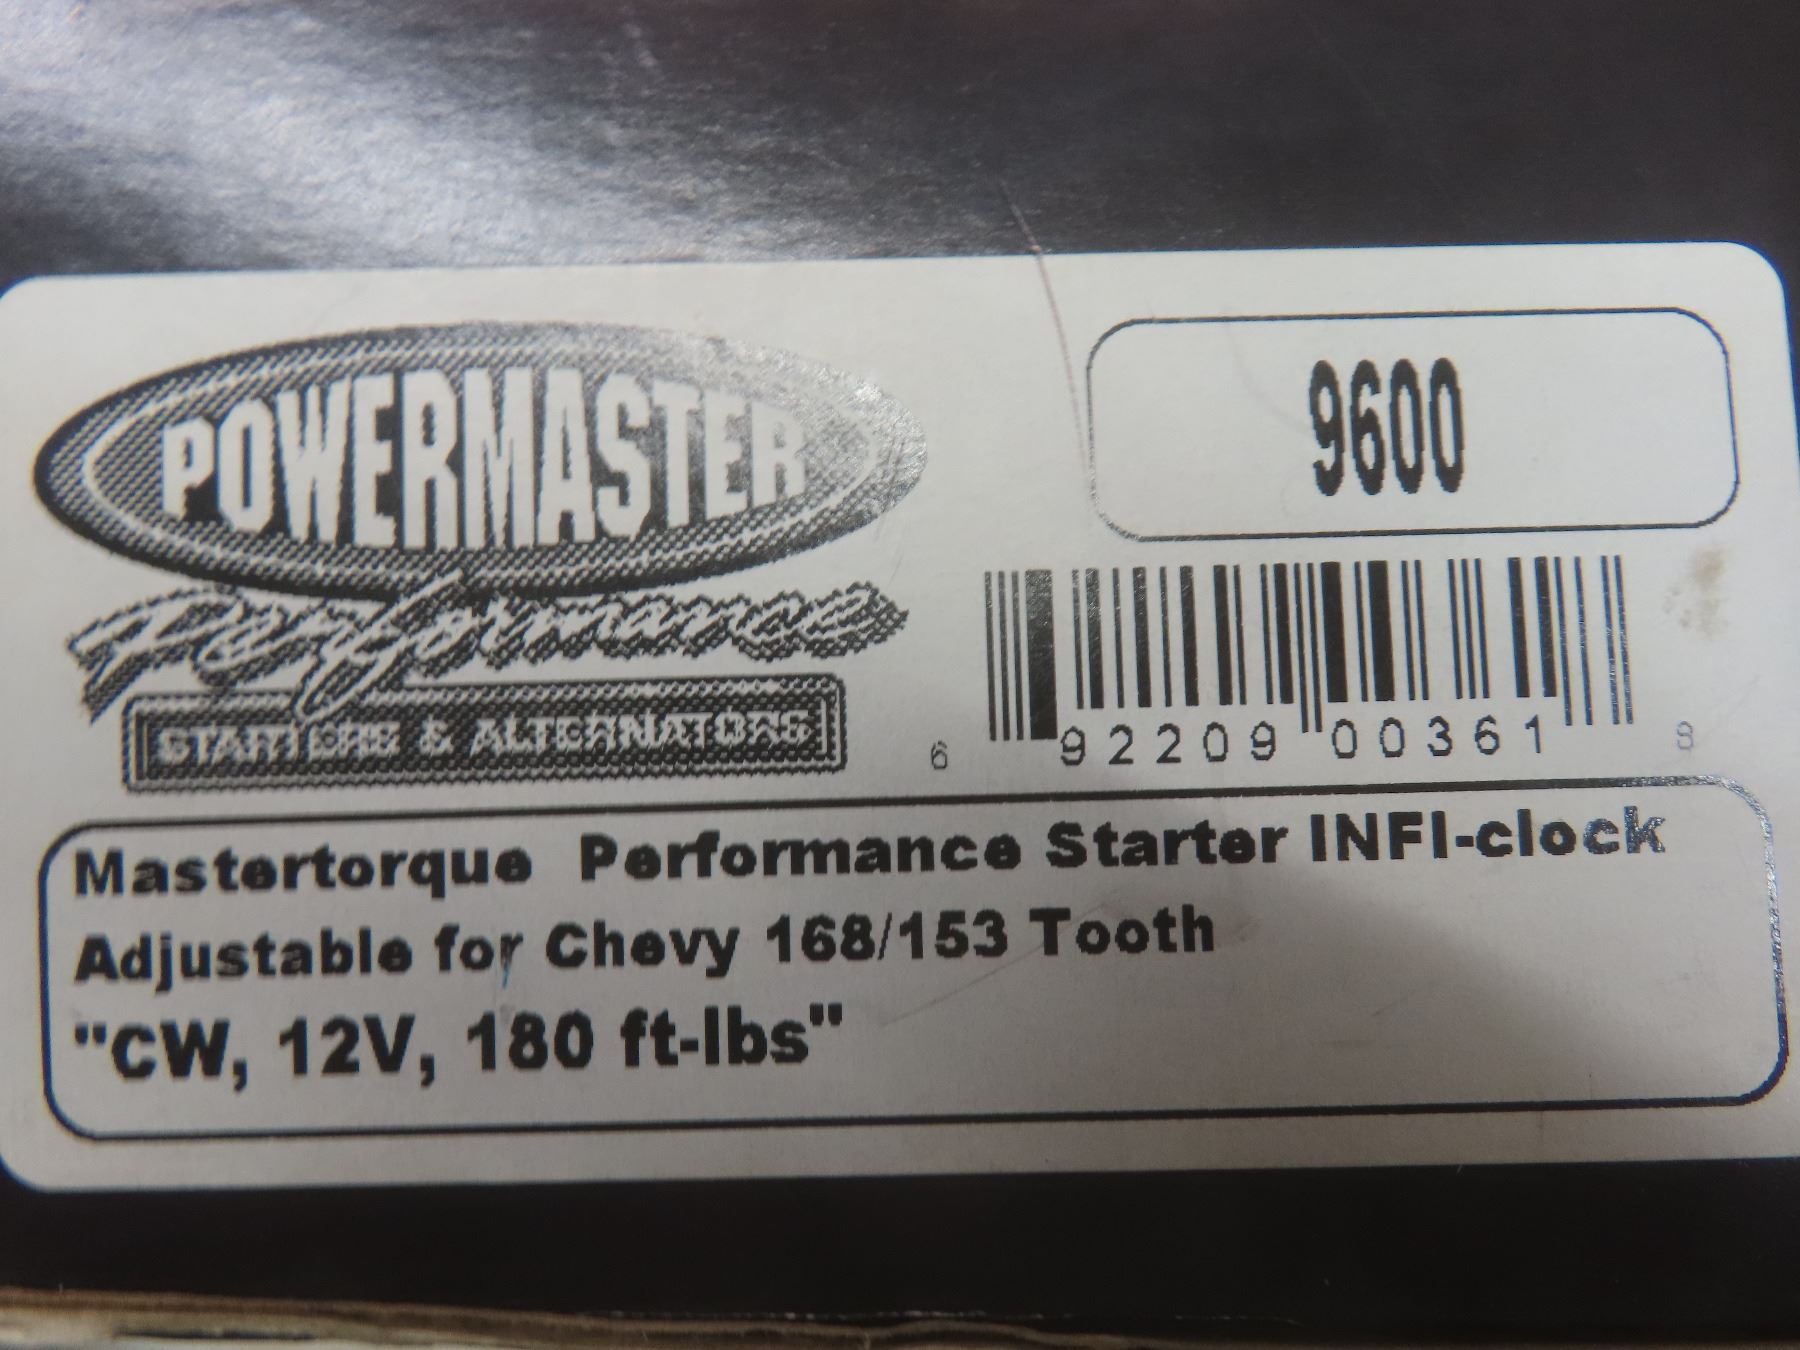 POWERMASTER
Performance
STARTERS & ALTERNATORS
9600
6 92209 00361 8
Mastertorque Performance Starter INFI-clock
Adjustable for Chevy 168/153 Tooth
"CW, 12V, 180 ft-lbs"